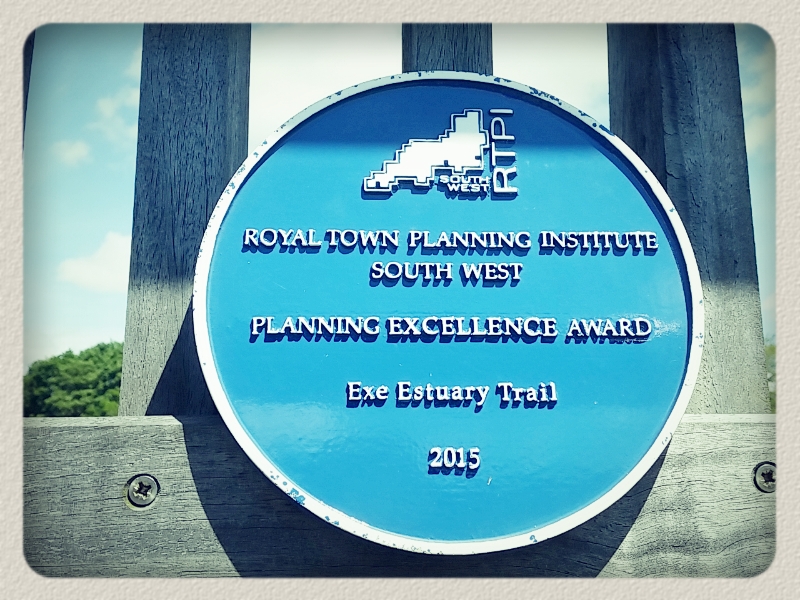 SOUTH
WEST
RTPI
ROYAL TOWN PLANNING INSTITUTE
SOUTH WEST
PLANNING EXCELLENCE AWARD
Exe Estuary Trail
2015